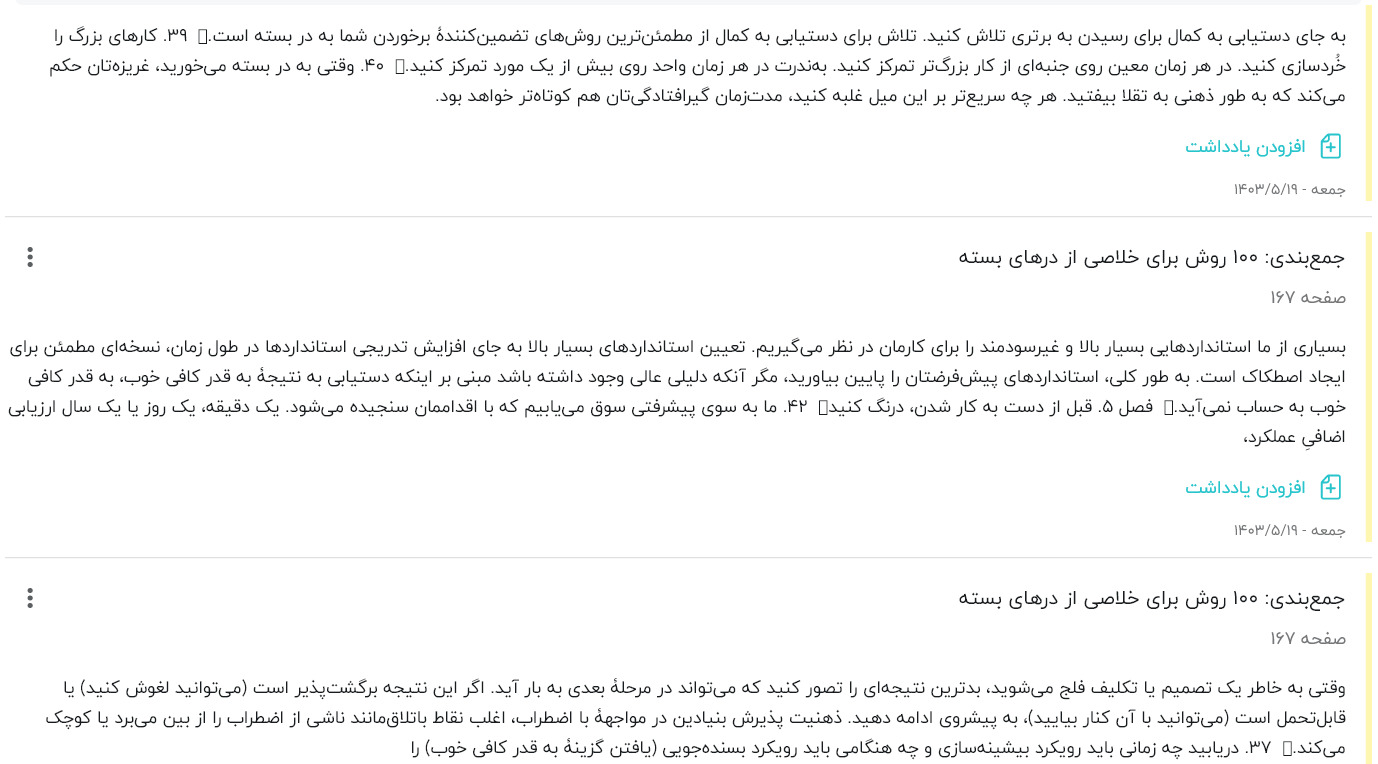 به جای دستیابی به کمال برای رسیدن به برتری تلاش کنید. تلاش برای دستیابی به کمال از مطمئن‌ترین روش‌های تضمین‌کنندهٔ برخوردن شما به در بسته است.▯ ۳۹. کارهای بزرگ را
خُردسازی کنید. در هر زمان معین روی جنبه‌ای از کار بزرگ‌تر تمرکز کنید. به‌ندرت در هر زمان واحد روی بیش از یک مورد تمرکز کنید.▯ ۴۰. وقتی به در بسته می‌خورید، غریزه‌تان حکم
می‌کند که به طور ذهنی به تقلا بیفتید. هر چه سریع‌تر بر این میل غلبه کنید، مدت‌زمان گیرافتادگی‌تان هم کوتاه‌تر خواهد بود.
افزودن یادداشت
جمعه - ۱۴۰۳/۵/۱۹
جمع‌بندی: ۱۰۰ روش برای خلاصی از درهای بسته
صفحه ۱۶۷
بسیاری از ما استانداردهایی بسیار بالا و غیرسودمند را برای کارمان در نظر می‌گیریم. تعیین استانداردهای بسیار بالا به جای افزایش تدریجی استانداردها در طول زمان، نسخه‌ای مطمئن برای
ایجاد اصطکاک است. به طور کلی، استانداردهای پیش‌فرضتان را پایین بیاورید، مگر آنکه دلیلی عالی وجود داشته باشد مبنی بر اینکه دستیابی به نتیجهٔ به قدر کافی خوب، به قدر کافی
خوب به حساب نمی‌آید.▯ فصل ۵. قبل از دست به کار شدن، درنگ کنید▯ ۴۲. ما به سوی پیشرفتی سوق می‌یابیم که با اقداممان سنجیده می‌شود. یک دقیقه، یک روز یا یک سال ارزیابی
اضافیِ عملکرد،
افزودن یادداشت
جمعه - ۱۴۰۳/۵/۱۹
جمع‌بندی: ۱۰۰ روش برای خلاصی از درهای بسته
صفحه ۱۶۷
وقتی به خاطر یک تصمیم یا تکلیف فلج می‌شوید، بدترین نتیجه‌ای را تصور کنید که می‌تواند در مرحلهٔ بعدی به بار آید. اگر این نتیجه برگشت‌پذیر است (می‌توانید لغوش کنید) یا
قابل‌تحمل است (می‌توانید با آن کنار بیایید)، به پیشروی ادامه دهید. ذهنیت پذیرش بنیادین در مواجههٔ با اضطراب، اغلب نقاط باتلاق‌مانند ناشی از اضطراب را از بین می‌برد یا کوچک
می‌کند.▯ ۳۷. دریابید چه زمانی باید رویکرد بیشینه‌سازی و چه هنگامی باید رویکرد بسنده‌جویی (یافتن گزینهٔ به قدر کافی خوب) را